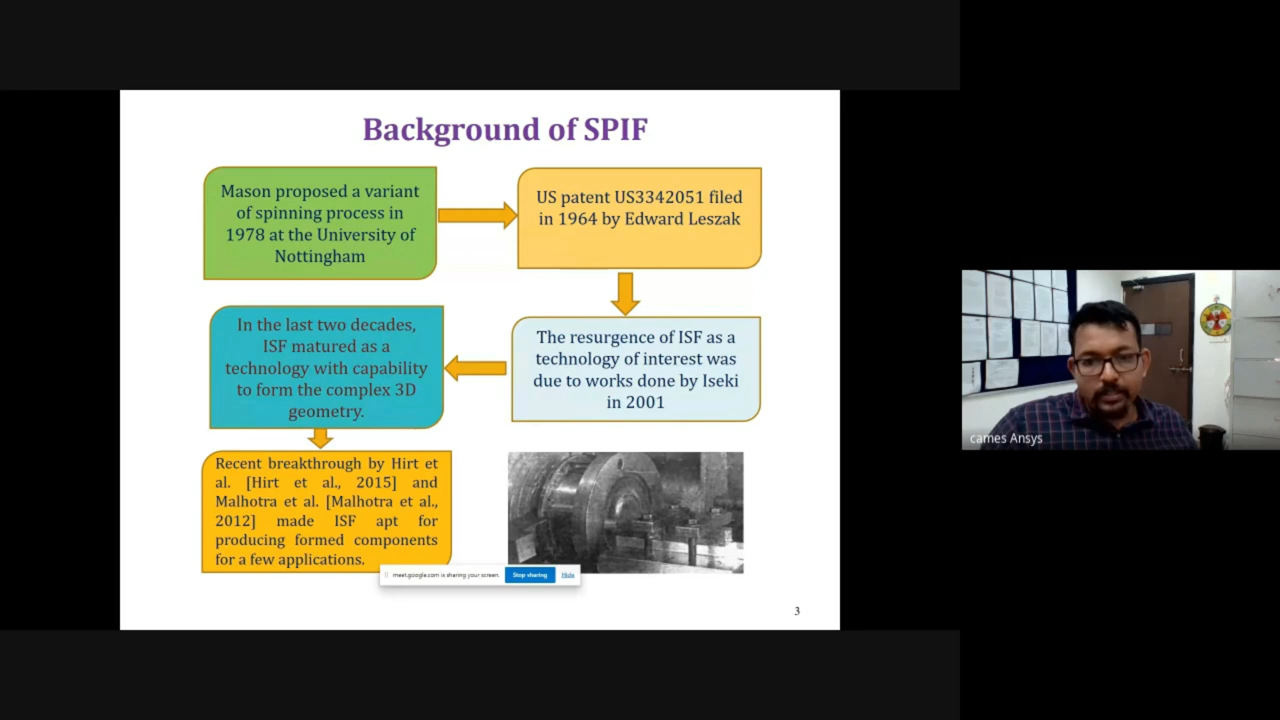 Background of SPIF
Mason proposed a variant
of spinning process in
1978 at the University of
Nottingham
US patent US3342051 filed
in 1964 by Edward Leszak
The resurgence of ISF as a
technology of interest was
due to works done by Iseki
in 2001
In the last two decades,
ISF matured as a
technology with capability
to form the complex 3D
geometry.
Recent breakthrough by Hirt et
al. [Hirt et al., 2015] and
Malhotra et al. [Malhotra et al.,
2012] made ISF apt for
producing formed components
for a few applications.
meet.google.com is sharing your screen.
Stop sharing
Hide
3
cames Ansys